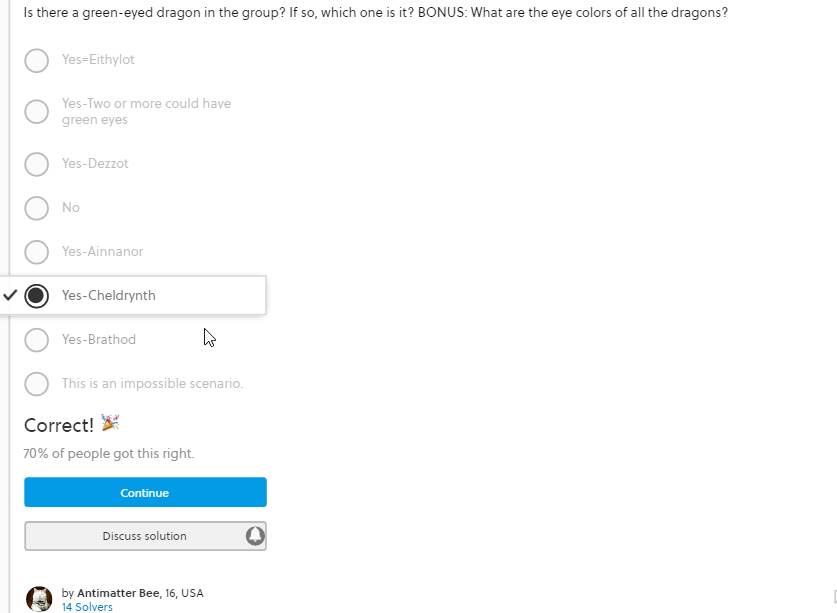 Is there a green-eyed dragon in the group? If so, which one is it? BONUS: What are the eye colors of all the dragons?
Yes=Eithylot
Yes-Two or more could have
green eyes
Yes-Dezzot
No
Yes-Ainnanor
Yes-Cheldrynth
Yes-Brathod
This is an impossible scenario.
Correct!
70% of people got this right.
Continue
Discuss solution
by Antimatter Bee, 16, USA
14 Solvers